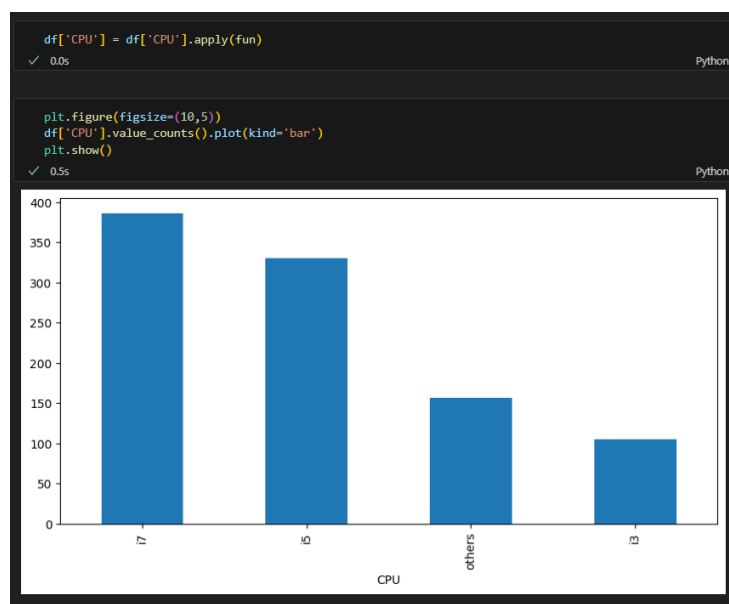 df['CPU'] = df['CPU'].apply(fun)
✓ 0.0s Python
plt.figure(figsize=(10,5))
df['CPU'].value_counts().plot(kind='bar')
plt.show()
✓ 0.5s Python
400
350
300
250
200
150
100
50
0
i7 i5 others i3
CPU